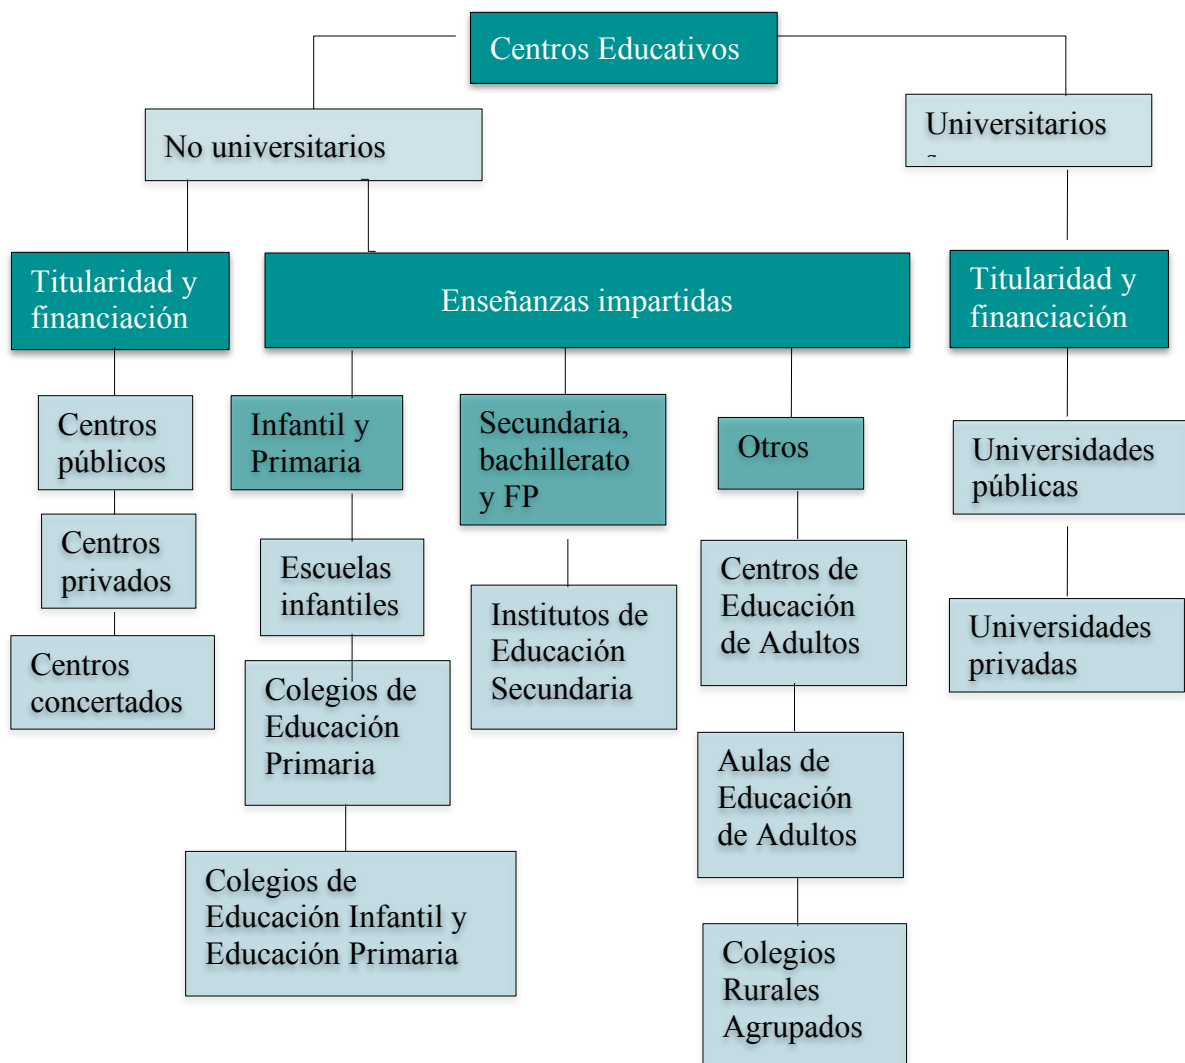 Centros Educativos
No universitarios
Universitarios
Titularidad y
financiación
Enseñanzas impartidas
Titularidad y
financiación
Centros
públicos
Centros
privados
Centros
concertados
Infantil y
Primaria
Escuelas
infantiles
Colegios de
Educación
Primaria
Colegios de
Educación Infantil y
Educación Primaria
Secundaria,
bachillerato
y FP
Institutos de
Educación
Secundaria
Otros
Centros de
Educación
de Adultos
Aulas de
Educación
de Adultos
Colegios
Rurales
Agrupados
Universidades
públicas
Universidades
privadas